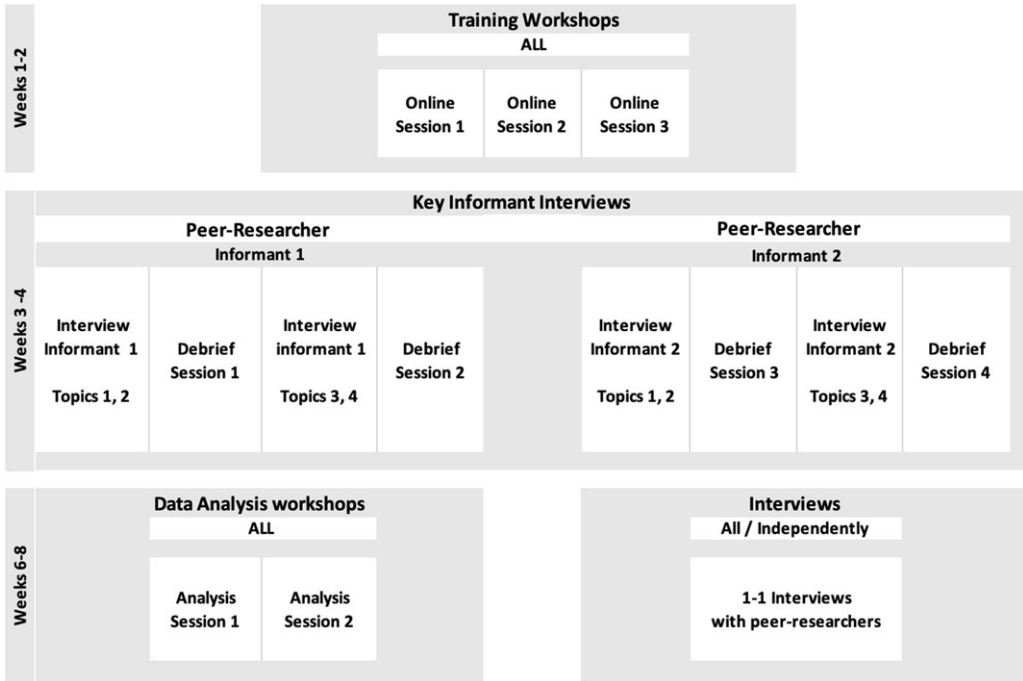 Weeks 1-2
Training Workshops
ALL
Online
Session 1
Online
Session 2
Online
Session 3
Weeks 3 -4
Key Informant Interviews
Peer-Researcher
Informant 1
Interview
Informant 1
Topics 1, 2
Debrief
Session 1
Interview
informant 1
Topics 3, 4
Debrief
Session 2
Peer-Researcher
Informant 2
Interview
Informant 2
Topics 1, 2
Debrief
Session 3
Interview
Informant 2
Topics 3, 4
Debrief
Session 4
Weeks 6-8
Data Analysis workshops
ALL
Analysis
Session 1
Analysis
Session 2
Interviews
All / Independently
1-1 Interviews
with peer-researchers